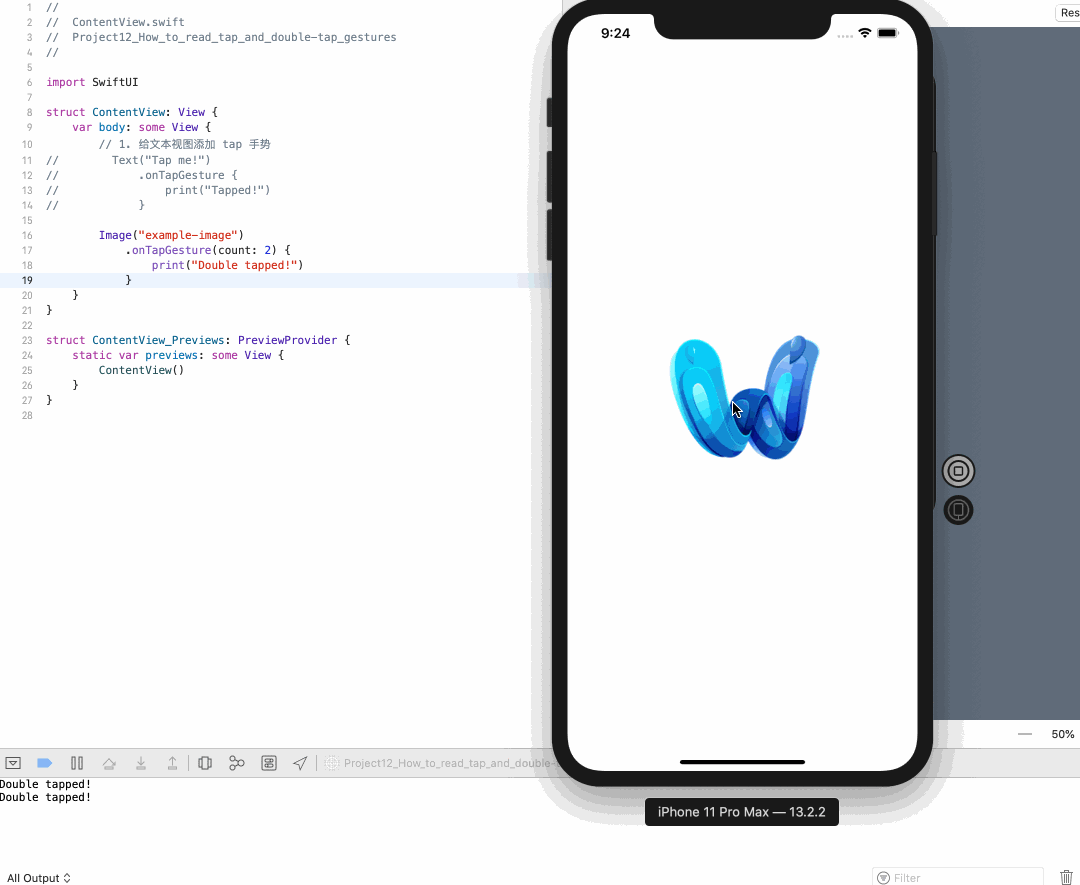 1 //
2 //  ContentView.swift
3 //  Project12_How_to_read_tap_and_double-tap_gestures
4 //
5
6 import SwiftUI
7
8 struct ContentView: View {
9     var body: some View {
10         // 1. 给文本视图添加 tap 手势
11 //        Text("Tap me!")
12 //            .onTapGesture {
13 //                print("Tapped!")
14 //            }
15
16         Image("example-image")
17             .onTapGesture(count: 2) {
18                 print("Double tapped!")
19             }
20     }
21 }
22
23 struct ContentView_Previews: PreviewProvider {
24     static var previews: some View {
25         ContentView()
26     }
27 }
28
9:24
Res
50%
Project12_How_to_read_tap_and_double-
Double tapped!
Double tapped!
iPhone 11 Pro Max — 13.2.2
All Output
Filter